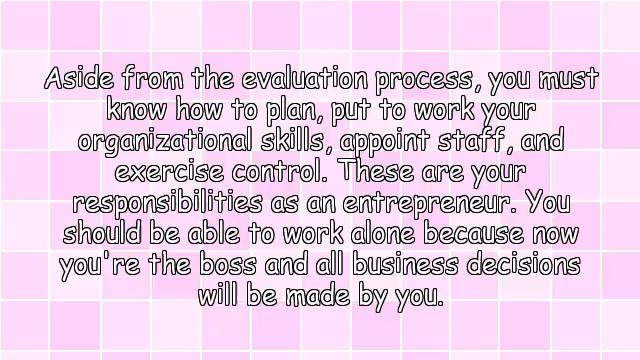 Aside from the evaluation process, you must
know how to plan, put to work your
organizational skills, appoint staff, and
exercise control. These are your
responsibilities as an entrepreneur. You
should be able to work alone because now
you're the boss and all business decisions
will be made by you.